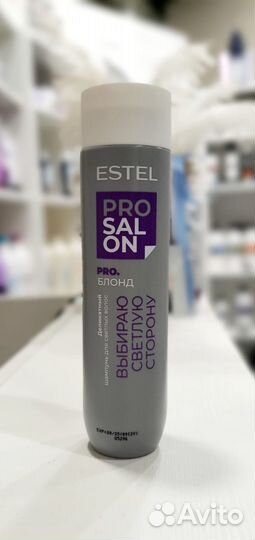 ESTEL
PRO
SAL
ON
PRO.
БЛОНД
Деликатный
шампунь для светлых волос
ВЫБИРАЮ
СВЕТЛУЮ
СТОРОНУ
Avito